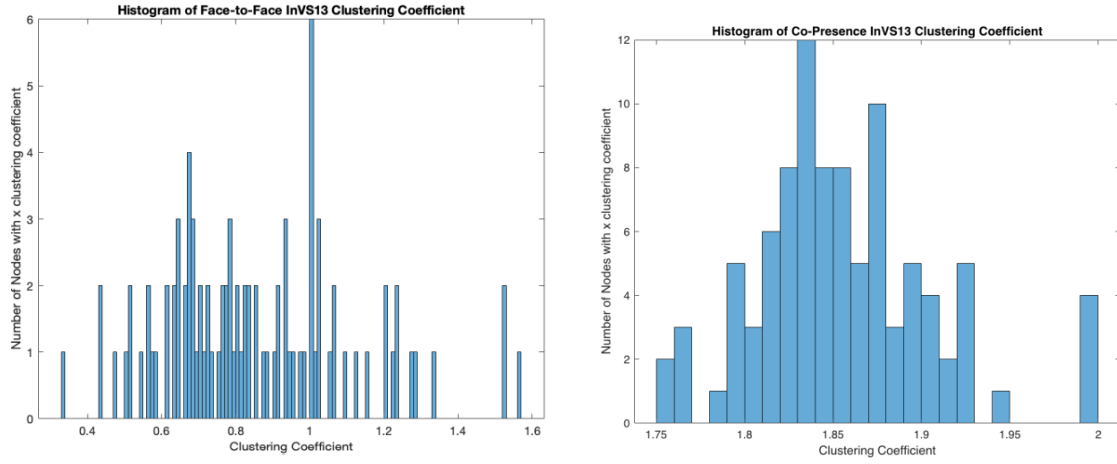 Histogram of Face-to-Face InVS13 Clustering Coefficient
6
5
4
3
2
1
0
Number of Nodes with x clustering coefficient
0.4 0.6 0.8 1 1.2 1.4 1.6
Clustering Coefficient
Histogram of Co-Presence InVS13 Clustering Coefficient
12
10
8
6
4
2
0
Number of Nodes with x clustering coefficient
1.75 1.8 1.85 1.9 1.95 2
Clustering Coefficient